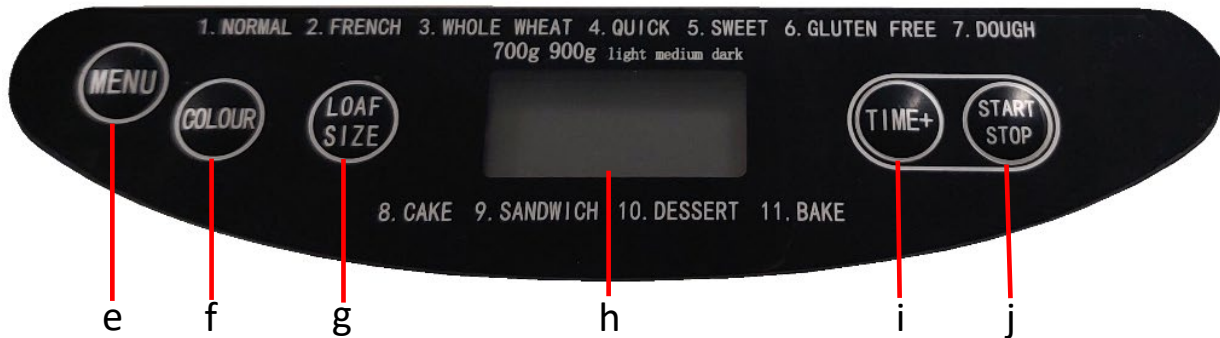 1. NORMAL 2. FRENCH 3. WHOLE WHEAT 4. QUICK 5. SWEET 6. GLUTEN FREE 7. DOUGH
700g 900g light medium dark
MENU
COLOUR
LOAF
SIZE
TIME+
START
STOP
8. CAKE 9. SANDWICH 10. DESSERT 11. BAKE
e f g h i j